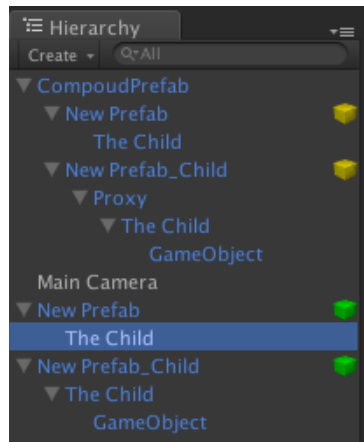 Hierarchy
Create All
CompoudPrefab
New Prefab
The Child
New Prefab_Child
Proxy
The Child
GameObject
Main Camera
New Prefab
The Child
New Prefab_Child
The Child
GameObject